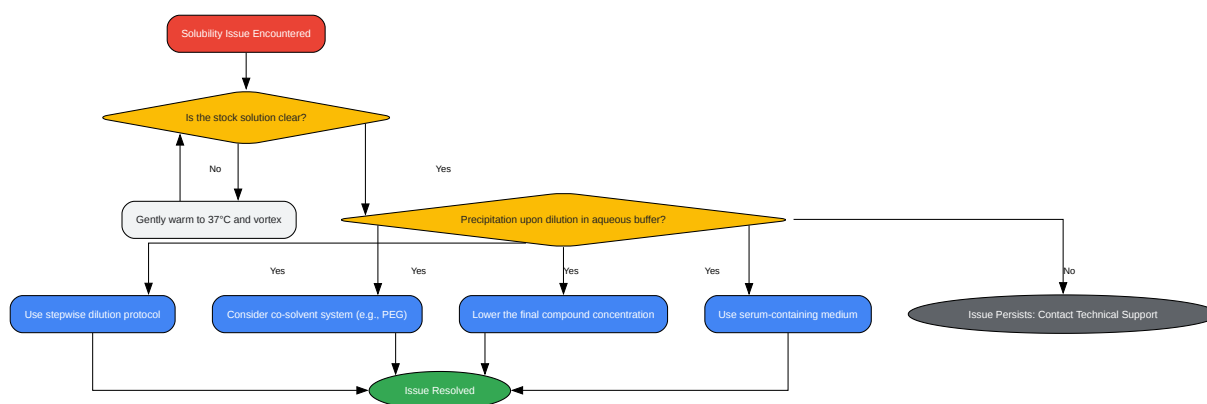 Solubility Issue Encountered
Is the stock solution clear?
No
Yes
Gently warm to 37°C and vortex
Precipitation upon dilution in aqueous buffer?
Yes
Yes
Yes
Yes
No
Use stepwise dilution protocol
Consider co-solvent system (e.g., PEG)
Lower the final compound concentration
Use serum-containing medium
Issue Persists: Contact Technical Support
Issue Resolved